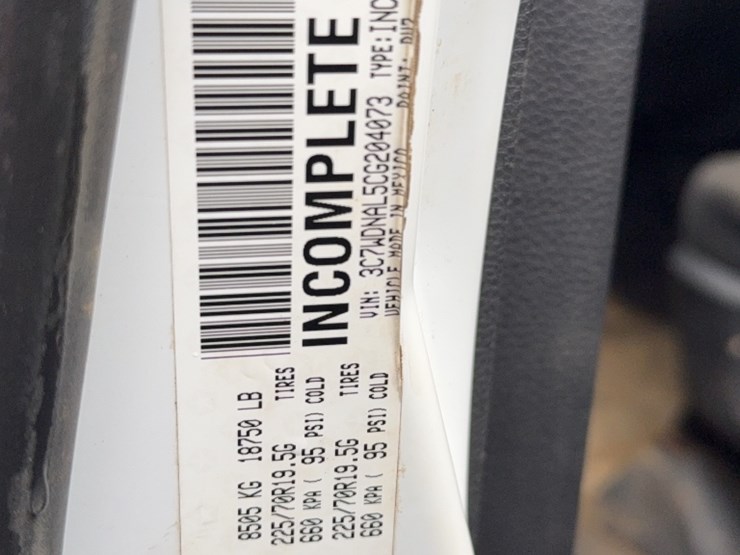 8505 KG 18750 LB
225/70R19.5G TIRES
660 KPA ( 95 PSI) COLD
225/70R19.5G TIRES
660 KPA ( 95 PSI) COLD
INCOMPLETE
VIN: 3C7WDNAL5CG204073 TYPE: INC
VEHICLE MADE IN MEXICO PAINT: